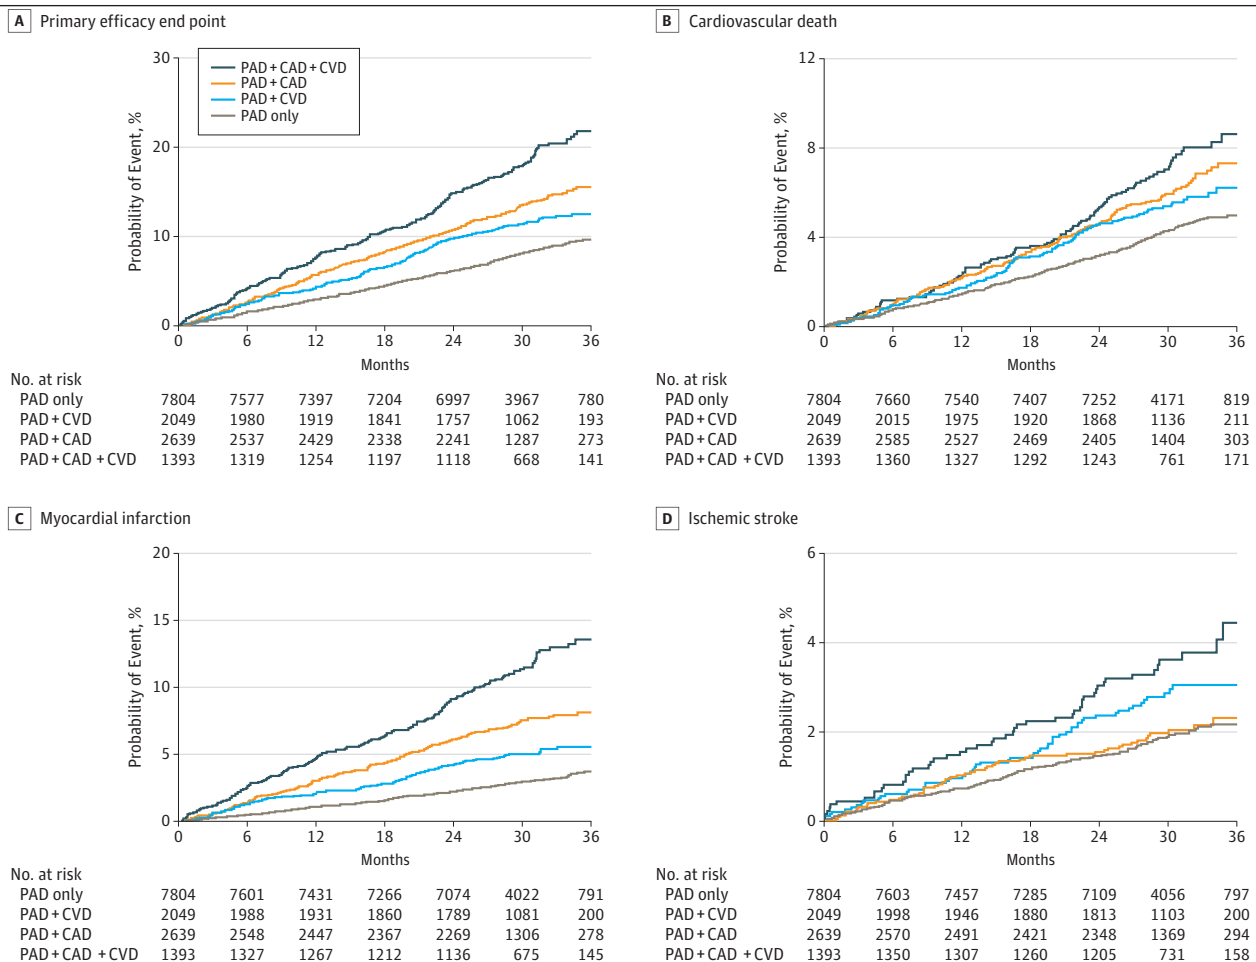 A Primary efficacy end point
30
20
10
0
Probability of Event, %
PAD+CAD+CVD
PAD+CAD
PAD+CVD
PAD only
0 6 12 18 24 30 36
Months
No. at risk
PAD only 7804 7577 7397 7204 6997 3967 780
PAD+CVD 2049 1980 1919 1841 1757 1062 193
PAD+CAD 2639 2537 2429 2338 2241 1287 273
PAD+CAD +CVD 1393 1319 1254 1197 1118 668 141
B Cardiovascular death
12
8
4
0
Probability of Event, %
0 6 12 18 24 30 36
Months
No. at risk
PAD only 7804 7660 7540 7407 7252 4171 819
PAD+CVD 2049 2015 1975 1920 1868 1136 211
PAD+CAD 2639 2585 2527 2469 2405 1404 303
PAD+CAD +CVD 1393 1360 1327 1292 1243 761 171
C Myocardial infarction
20
15
10
5
0
Probability of Event, %
0 6 12 18 24 30 36
Months
No. at risk
PAD only 7804 7601 7431 7266 7074 4022 791
PAD+CVD 2049 1988 1931 1860 1789 1081 200
PAD+CAD 2639 2548 2447 2367 2269 1306 278
PAD+CAD +CVD 1393 1327 1267 1212 1136 675 145
D Ischemic stroke
6
4
2
0
Probability of Event, %
0 6 12 18 24 30 36
Months
No. at risk
PAD only 7804 7603 7457 7285 7109 4056 797
PAD+CVD 2049 1998 1946 1880 1813 1103 200
PAD+CAD 2639 2570 2491 2421 2348 1369 294
PAD+CAD +CVD 1393 1350 1307 1260 1205 731 158